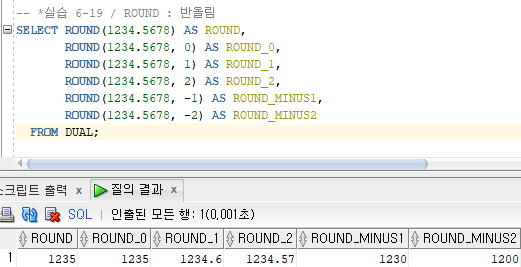 -- *실습 6-19 / ROUND : 반올림
SELECT ROUND(1234.5678) AS ROUND,
ROUND(1234.5678, 0) AS ROUND_0,
ROUND(1234.5678, 1) AS ROUND_1,
ROUND(1234.5678, 2) AS ROUND_2,
ROUND(1234.5678, -1) AS ROUND_MINUS1,
ROUND(1234.5678, -2) AS ROUND_MINUS2
FROM DUAL;
스크립트 출력 x 질의 결과 x
SQL | 인출된 모든 행: 1(0,001초)
ROUND ROUND_0 ROUND_1 ROUND_2 ROUND_MINUS1 ROUND_MINUS2
1 1235 1235 1234.6 1234.57 1230 1200